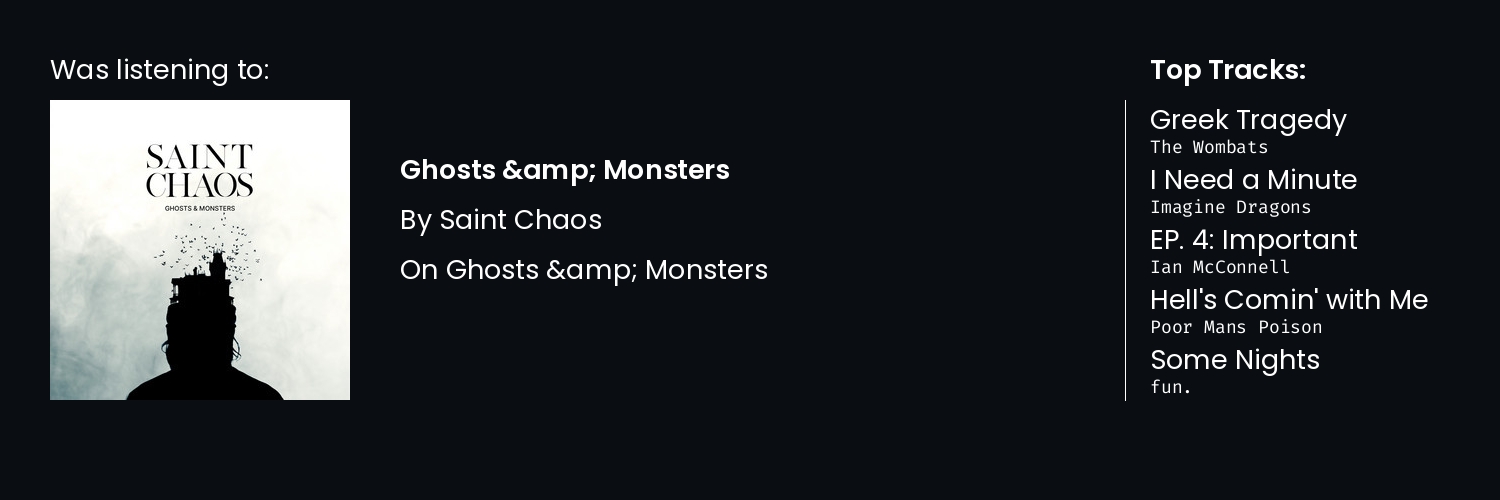 Was listening to:
SAINT
CHAOS
GHOSTS & MONSTERS
Ghosts &amp; Monsters
By Saint Chaos
On Ghosts &amp; Monsters
Top Tracks:
Greek Tragedy
The Wombats
I Need a Minute
Imagine Dragons
EP. 4: Important
Ian McConnell
Hell's Comin' with Me
Poor Mans Poison
Some Nights
fun.